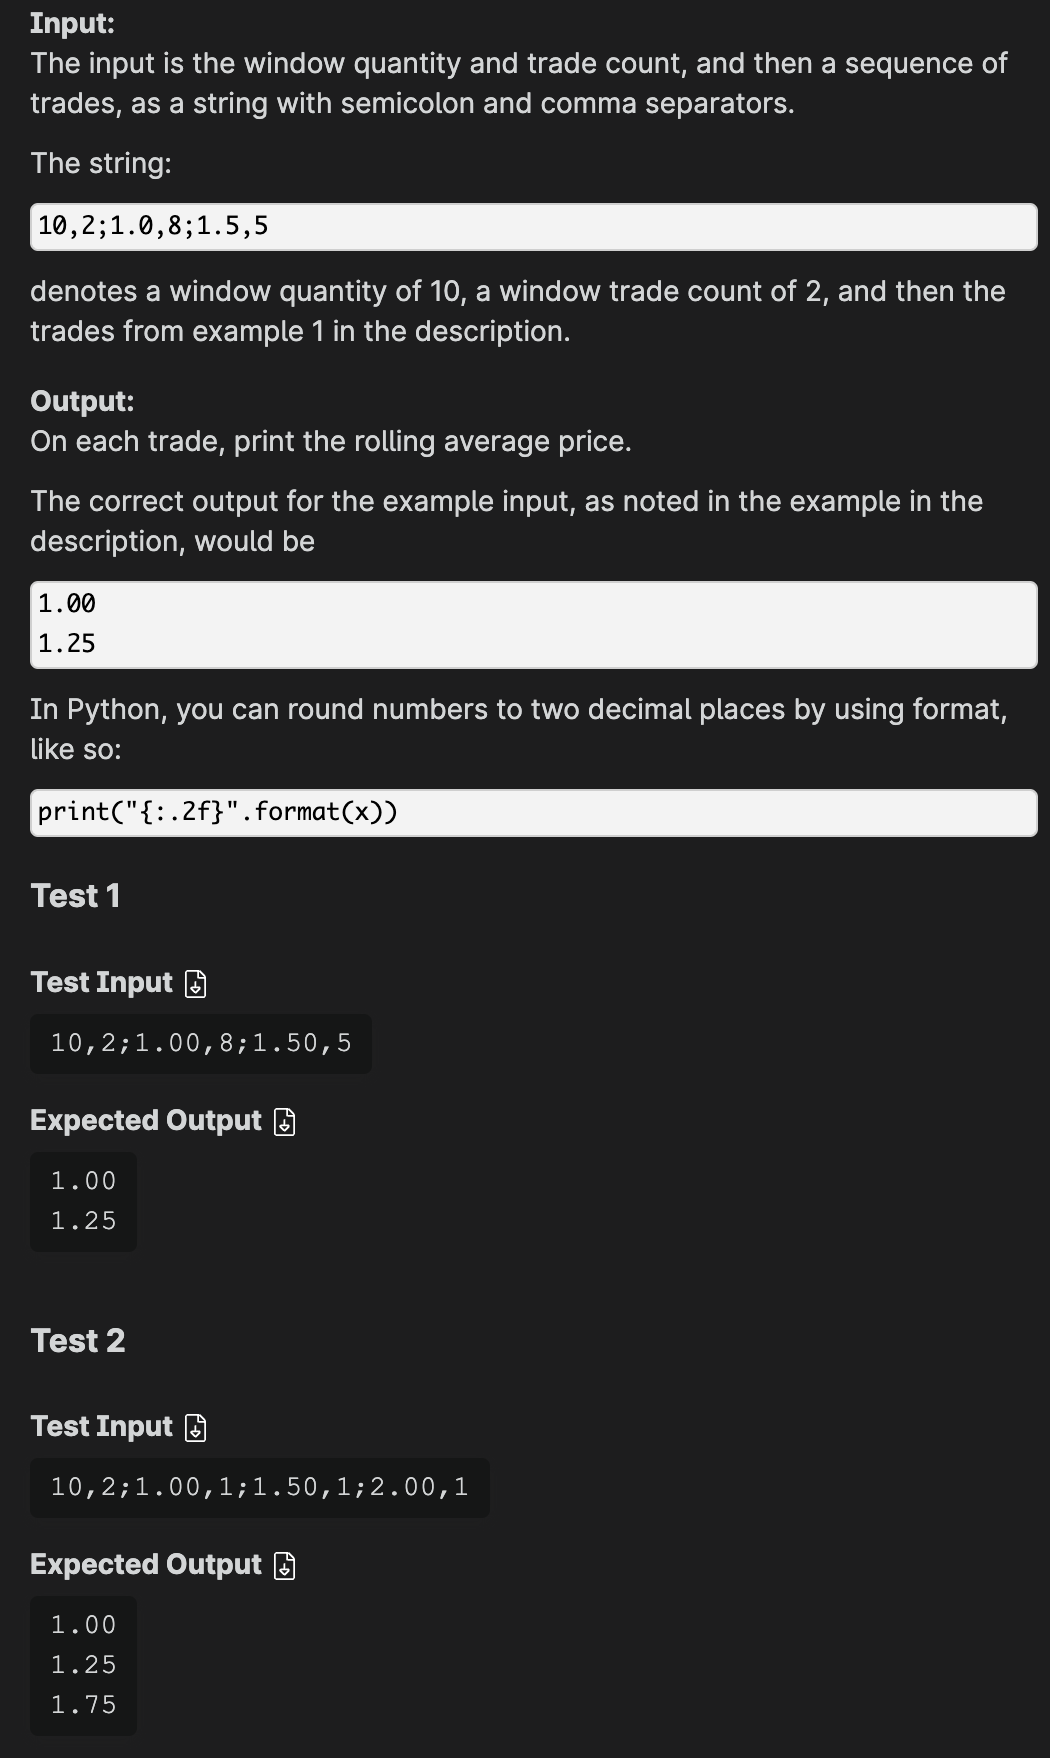 Input:
The input is the window quantity and trade count, and then a sequence of
trades, as a string with semicolon and comma separators.
The string:
10,2;1.0,8;1.5,5
denotes a window quantity of 10, a window trade count of 2, and then the
trades from example 1 in the description.
Output:
On each trade, print the rolling average price.
The correct output for the example input, as noted in the example in the
description, would be
1.00
1.25
In Python, you can round numbers to two decimal places by using format,
like so:
print("{:.2f}".format(x))
Test 1
Test Input
10,2;1.00,8;1.50,5
Expected Output
1.00
1.25
Test 2
Test Input
10,2;1.00,1;1.50,1;2.00,1
Expected Output
1.00
1.25
1.75